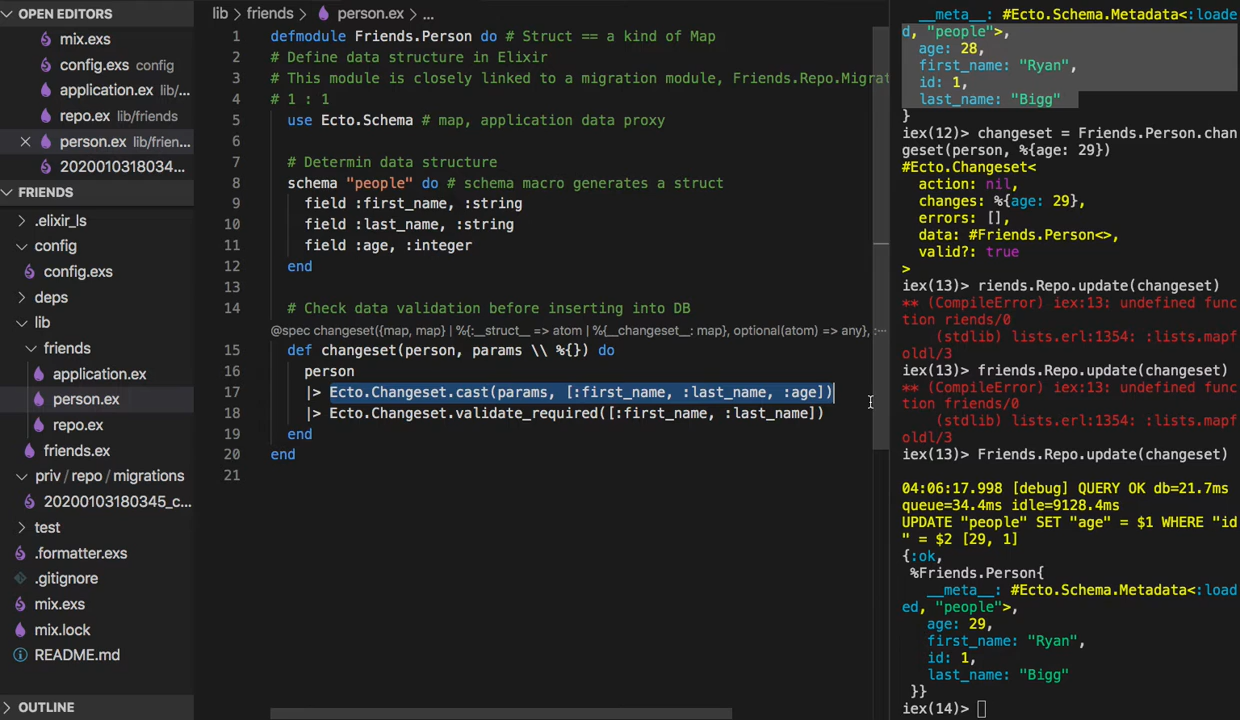 OPEN EDITORS
mix.exs
config.exs config
application.ex lib/...
repo.ex lib/friends
person.ex lib/frien...
2020010318034...
FRIENDS
.elixir_ls
config
config.exs
deps
lib
friends
application.ex
person.ex
repo.ex
friends.ex
priv / repo / migrations
20200103180345_c...
test
.formatter.exs
.gitignore
mix.exs
mix.lock
README.md
OUTLINE
lib > friends > person.ex > ...
1 defmodule Friends.Person do # Struct == a kind of Map
2 # Define data structure in Elixir
3 # This module is closely linked to a migration module, Friends.Repo.Migrat
4 # 1 : 1
5 use Ecto.Schema # map, application data proxy
6
7 # Determin data structure
8 schema "people" do # schema macro generates a struct
9 field :first_name, :string
10 field :last_name, :string
11 field :age, :integer
12 end
13
14 # Check data validation before inserting into DB
@spec changeset({map, map} | %{:__struct__ => atom | %{__changeset__: map}, optional(atom) => any},
15 def changeset(person, params \\ %{}) do
16 person
17 |> Ecto.Changeset.cast(params, [:first_name, :last_name, :age])
18 |> Ecto.Changeset.validate_required([:first_name, :last_name])
19 end
20 end
21
__meta__: #Ecto.Schema.Metadata<:loade
d, "people">,
age: 28,
first_name: "Ryan",
id: 1,
last_name: "Bigg"
}
iex(12)> changeset = Friends.Person.chan
geset(person, %{age: 29})
#Ecto.Changeset<
action: nil,
changes: %{age: 29},
errors: [],
data: #Friends.Person<>,
valid?: true
>
iex(13)> riends.Repo.update(changeset)
** (CompileError) iex:13: undefined func
tion riends/0
(stdlib) lists.erl:1354: :lists.mapf
oldl/3
iex(13)> friends.Repo.update(changeset)
** (CompileError) iex:13: undefined func
tion friends/0
(stdlib) lists.erl:1354: :lists.mapf
oldl/3
iex(13)> Friends.Repo.update(changeset)
04:06:17.998 [debug] QUERY OK db=21.7ms
queue=34.4ms idle=9128.4ms
UPDATE "people" SET "age" = $1 WHERE "id
" = $2 [29, 1]
{:ok,
%Friends.Person{
__meta__: #Ecto.Schema.Metadata<:load
ed, "people">,
age: 29,
first_name: "Ryan",
id: 1,
last_name: "Bigg"
}}
iex(14)>